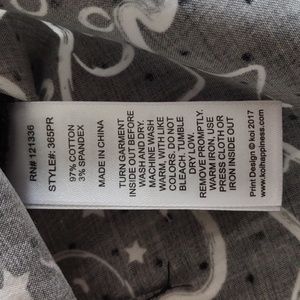 RN# 121336
STYLE#: 365PR
97% COTTON
3% SPANDEX
MADE IN CHINA
TURN GARMENT
INSIDE OUT BEFORE
WASH AND DRY.
MACHINE WASH
WARM, WITH LIKE
COLORS. DO NOT
BLEACH. TUMBLE
DRY LOW.
REMOVE PROMPTLY.
WARM IRON, USE
PRESS CLOTH OR
IRON INSIDE OUT
Print Design © koi 2017
www.koihappiness.com